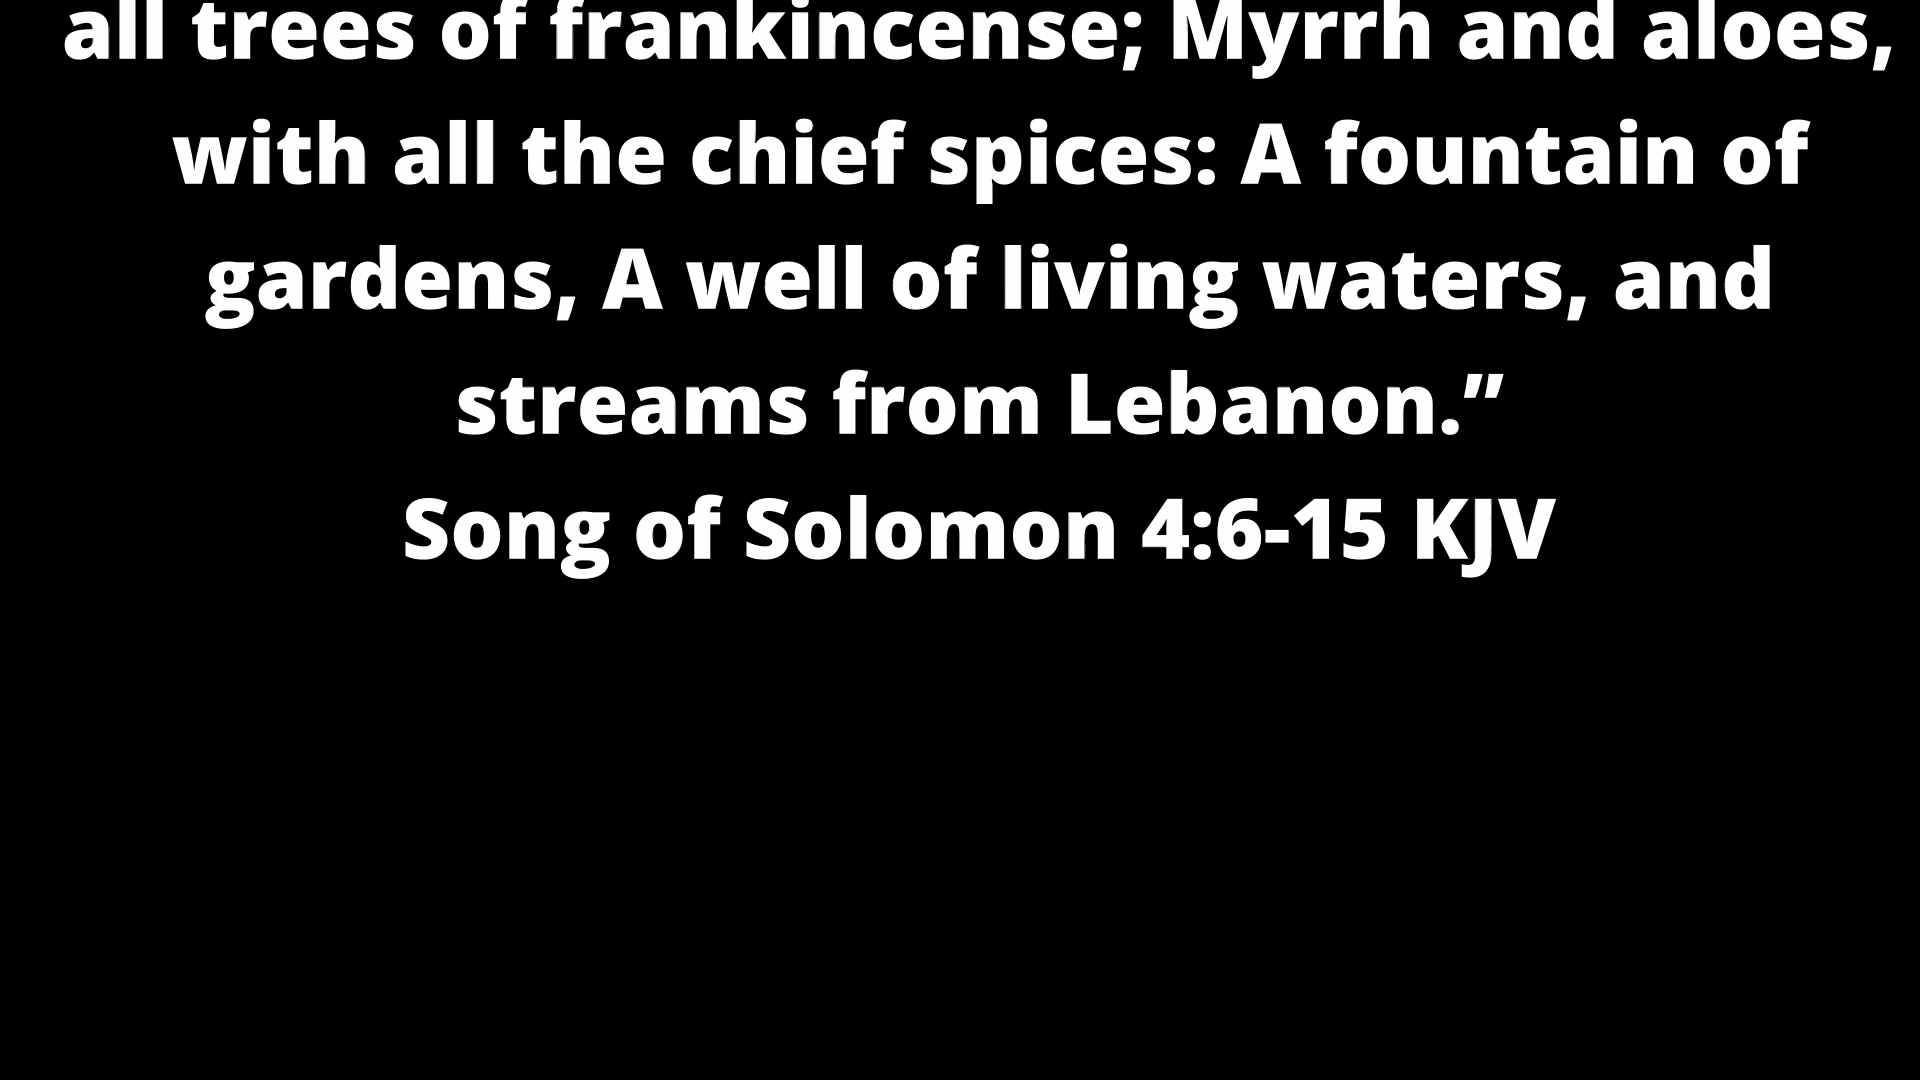 all trees of frankincense; Myrrh and aloes,
with all the chief spices: A fountain of
gardens, A well of living waters, and
streams from Lebanon.”
Song of Solomon 4:6-15 KJV